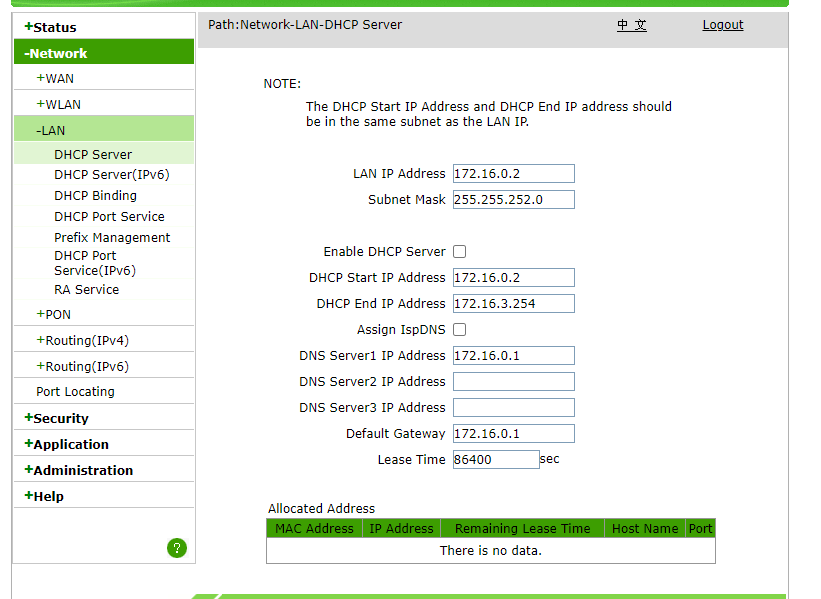 Path:Network-LAN-DHCP Server
中 文
Logout
+Status
-Network
+WAN
+WLAN
-LAN
DHCP Server
DHCP Server(IPv6)
DHCP Binding
DHCP Port Service
Prefix Management
DHCP Port
Service(IPv6)
RA Service
+PON
+Routing(IPv4)
+Routing(IPv6)
Port Locating
+Security
+Application
+Administration
+Help
?
NOTE:
The DHCP Start IP Address and DHCP End IP address should
be in the same subnet as the LAN IP.
LAN IP Address 172.16.0.2
Subnet Mask 255.255.252.0
Enable DHCP Server
DHCP Start IP Address 172.16.0.2
DHCP End IP Address 172.16.3.254
Assign IspDNS
DNS Server1 IP Address 172.16.0.1
DNS Server2 IP Address
DNS Server3 IP Address
Default Gateway 172.16.0.1
Lease Time 86400 sec
Allocated Address
MAC Address IP Address Remaining Lease Time Host Name Port
There is no data.